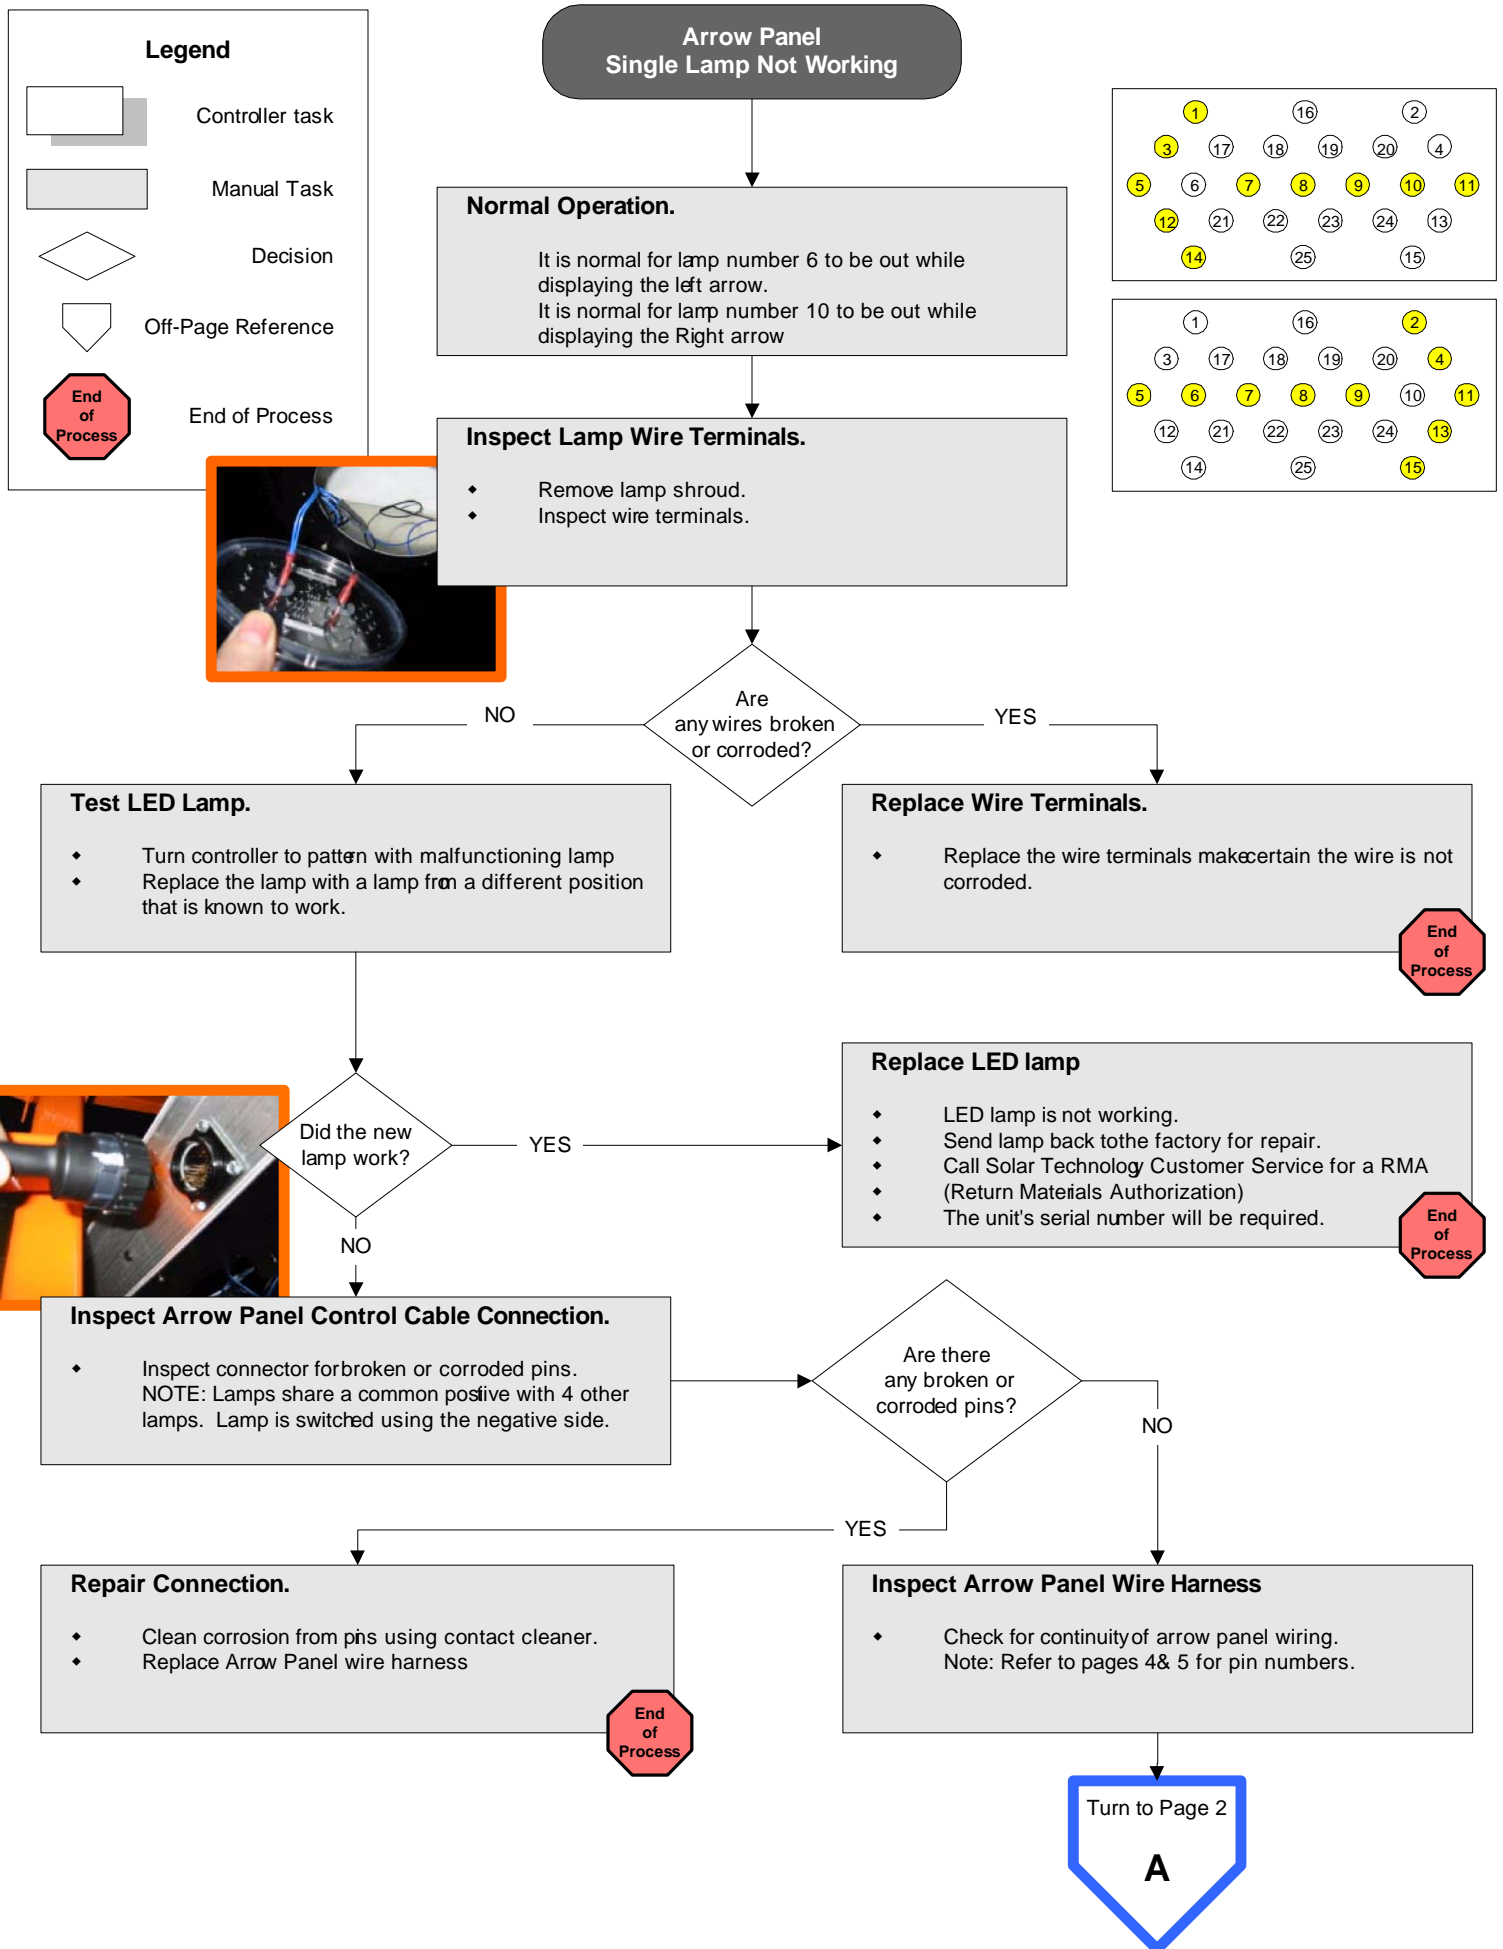 Legend
Controller task
Manual Task
Decision
Off-Page Reference
End
of
Process
End of Process
Arrow Panel
Single Lamp Not Working
1 16 2
3 17 18 19 20 4
5 6 7 8 9 10 11
12 21 22 23 24 13
14 25 15
1 16 2
3 17 18 19 20 4
5 6 7 8 9 10 11
12 21 22 23 24 13
14 25 15
Normal Operation.
It is normal for lamp number 6 to be out while
displaying the left arrow.
It is normal for lamp number 10 to be out while
displaying the Right arrow
Inspect Lamp Wire Terminals.
Remove lamp shroud.
Inspect wire terminals.
Are
any wires broken
or corroded?
NO
YES
Test LED Lamp.
Turn controller to pattern with malfunctioning lamp
Replace the lamp with a lamp from a different position
that is known to work.
Replace Wire Terminals.
Replace the wire terminals make certain the wire is not
corroded.
End
of
Process
Did the new
lamp work?
YES
NO
Replace LED lamp
LED lamp is not working.
Send lamp back to the factory for repair.
Call Solar Technology Customer Service for a RMA
(Return Materials Authorization)
The unit's serial number will be required.
End
of
Process
Inspect Arrow Panel Control Cable Connection.
Inspect connector for broken or corroded pins.
NOTE: Lamps share a common postive with 4 other
lamps. Lamp is switched using the negative side.
Are there
any broken or
corroded pins?
NO
YES
Repair Connection.
Clean corrosion from pins using contact cleaner.
Replace Arrow Panel wire harness
End
of
Process
Inspect Arrow Panel Wire Harness
Check for continuity of arrow panel wiring.
Note: Refer to pages 4& 5 for pin numbers.
Turn to Page 2
A